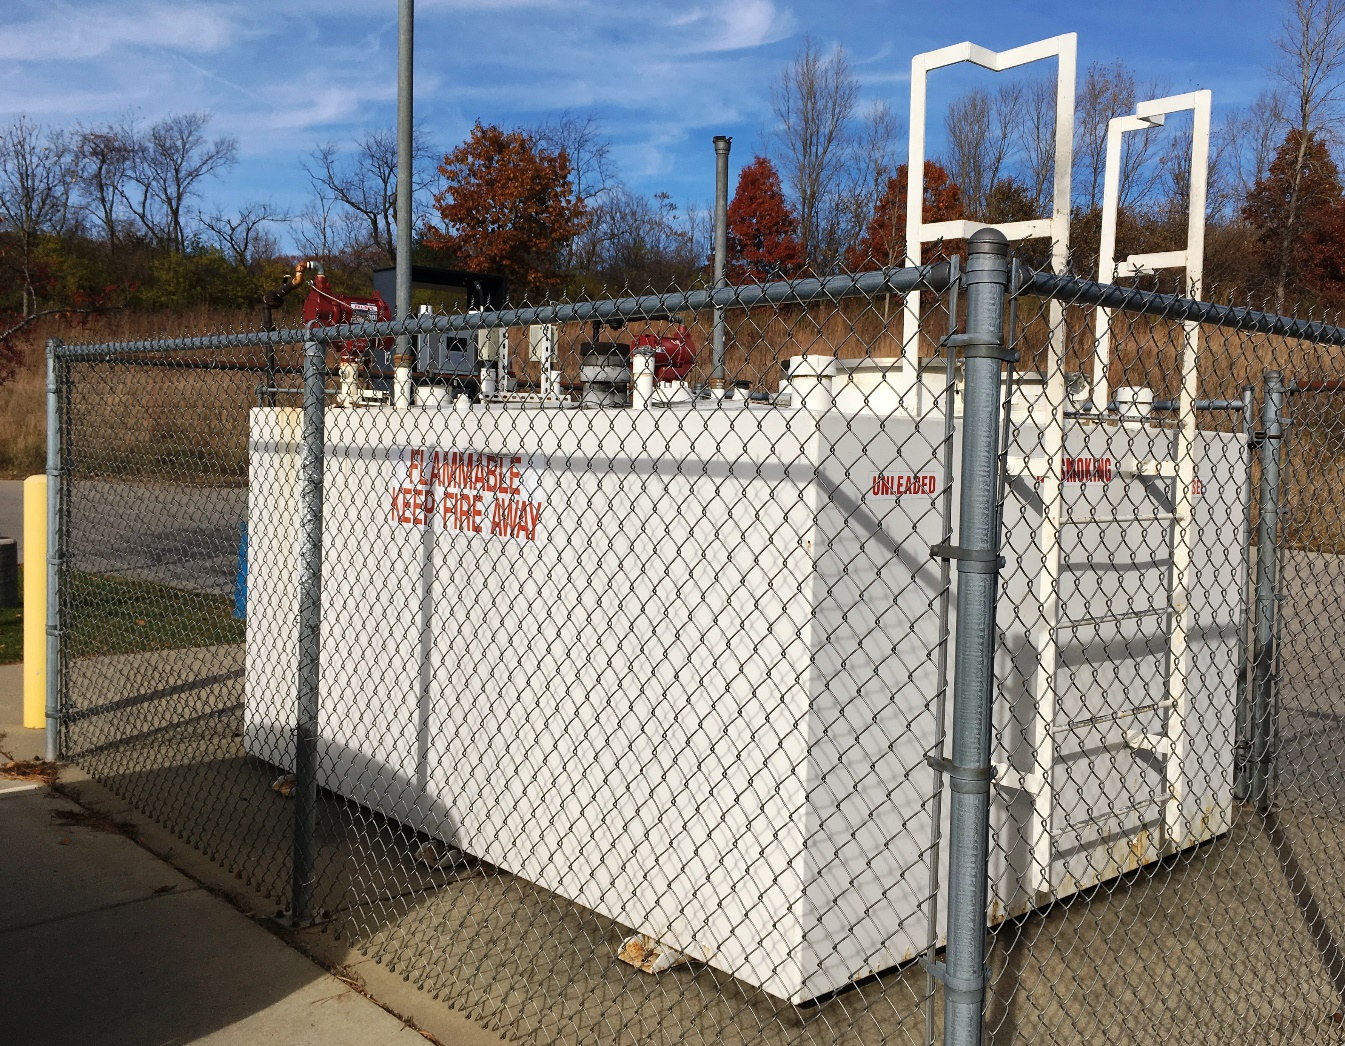 FLAMMABLE
KEEP FIRE AWAY
UNLEADED
SMOKING